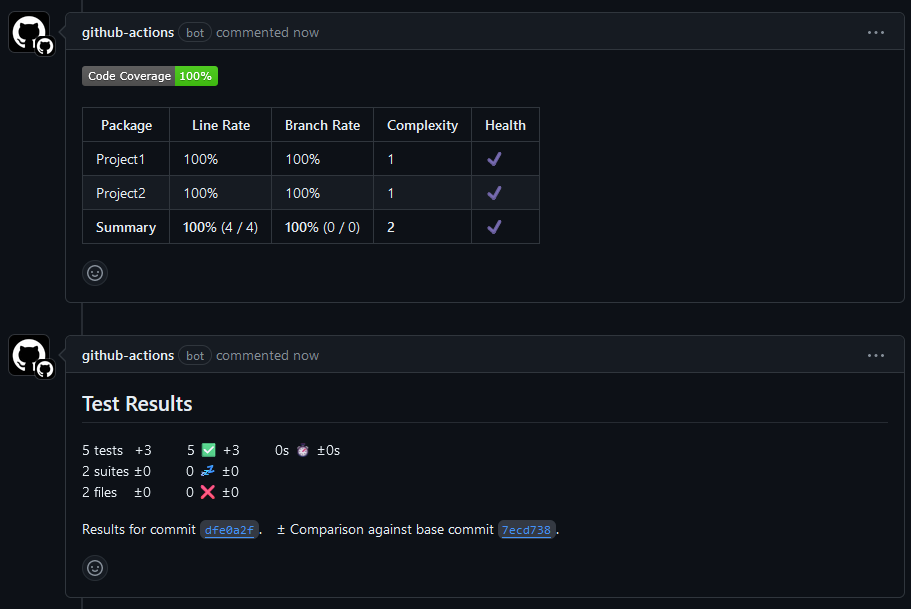 github-actions bot commented now
Code Coverage 100%
Package Line Rate Branch Rate Complexity Health
Project1 100% 100% 1 ✔
Project2 100% 100% 1 ✔
Summary 100% (4 / 4) 100% (0 / 0) 2 ✔
github-actions bot commented now
Test Results
5 tests +3 5 ✅ +3 0s ⏱ ±0s
2 suites ±0 0 💤 ±0
2 files ±0 0 ❌ ±0
Results for commit dfe0a2f. ± Comparison against base commit 7ecd738.